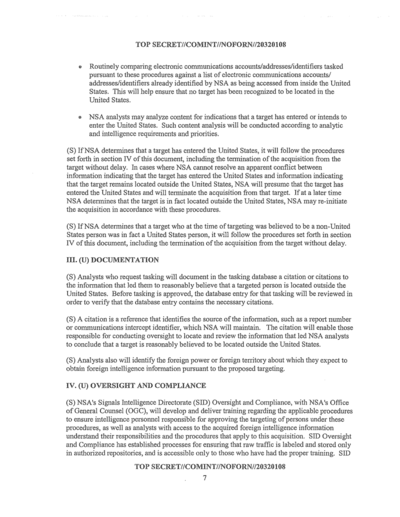 TOP SECRET//COMINT//NOFORN//20320108
• Routinely comparing electronic communications accounts/addresses/identifiers tasked
pursuant to these procedures against a list of electronic communications accounts/
addresses/identifiers already identified by NSA as being accessed from inside the United
States. This will help ensure that no target has been recognized to be located in the
United States.
• NSA analysts may analyze content for indications that a target has entered or intends to
enter the United States. Such content analysis will be conducted according to analytic
and intelligence requirements and priorities.
(S) If NSA determines that a target has entered the United States, it will follow the procedures
set forth in section IV of this document, including the termination of the acquisition from the
target without delay. In cases where NSA cannot resolve an apparent conflict between
information indicating that the target has entered the United States and information indicating
that the target remains located outside the United States, NSA will presume that the target has
entered the United States and will terminate the acquisition from that target. If at a later time
NSA determines that the target is in fact located outside the United States, NSA may re-initiate
the acquisition in accordance with these procedures.
(S) If NSA determines that a target who at the time of targeting was believed to be a non-United
States person was in fact a United States person, it will follow the procedures set forth in section
IV of this document, including the termination of the acquisition from the target without delay.
III. (U) DOCUMENTATION
(S) Analysts who request tasking will document in the tasking database a citation or citations to
the information that led them to reasonably believe that a targeted person is located outside the
United States. Before tasking is approved, the database entry for that tasking will be reviewed in
order to verify that the database entry contains the necessary citations.
(S) A citation is a reference that identifies the source of the information, such as a report number
or communications intercept identifier, which NSA will maintain. The citation will enable those
responsible for conducting oversight to locate and review the information that led NSA analysts
to conclude that a target is reasonably believed to be located outside the United States.
(S) Analysts also will identify the foreign power or foreign territory about which they expect to
obtain foreign intelligence information pursuant to the proposed targeting.
IV. (U) OVERSIGHT AND COMPLIANCE
(S) NSA's Signals Intelligence Directorate (SID) Oversight and Compliance, with NSA's Office
of General Counsel (OGC), will develop and deliver training regarding the applicable procedures
to ensure intelligence personnel responsible for approving the targeting of persons under these
procedures, as well as analysts with access to the acquired foreign intelligence information
understand their responsibilities and the procedures that apply to this acquisition. SID Oversight
and Compliance has established processes for ensuring that raw traffic is labeled and stored only
in authorized repositories, and is accessible only to those who have had the proper training. SID
TOP SECRET//COMINT//NOFORN//20320108
7